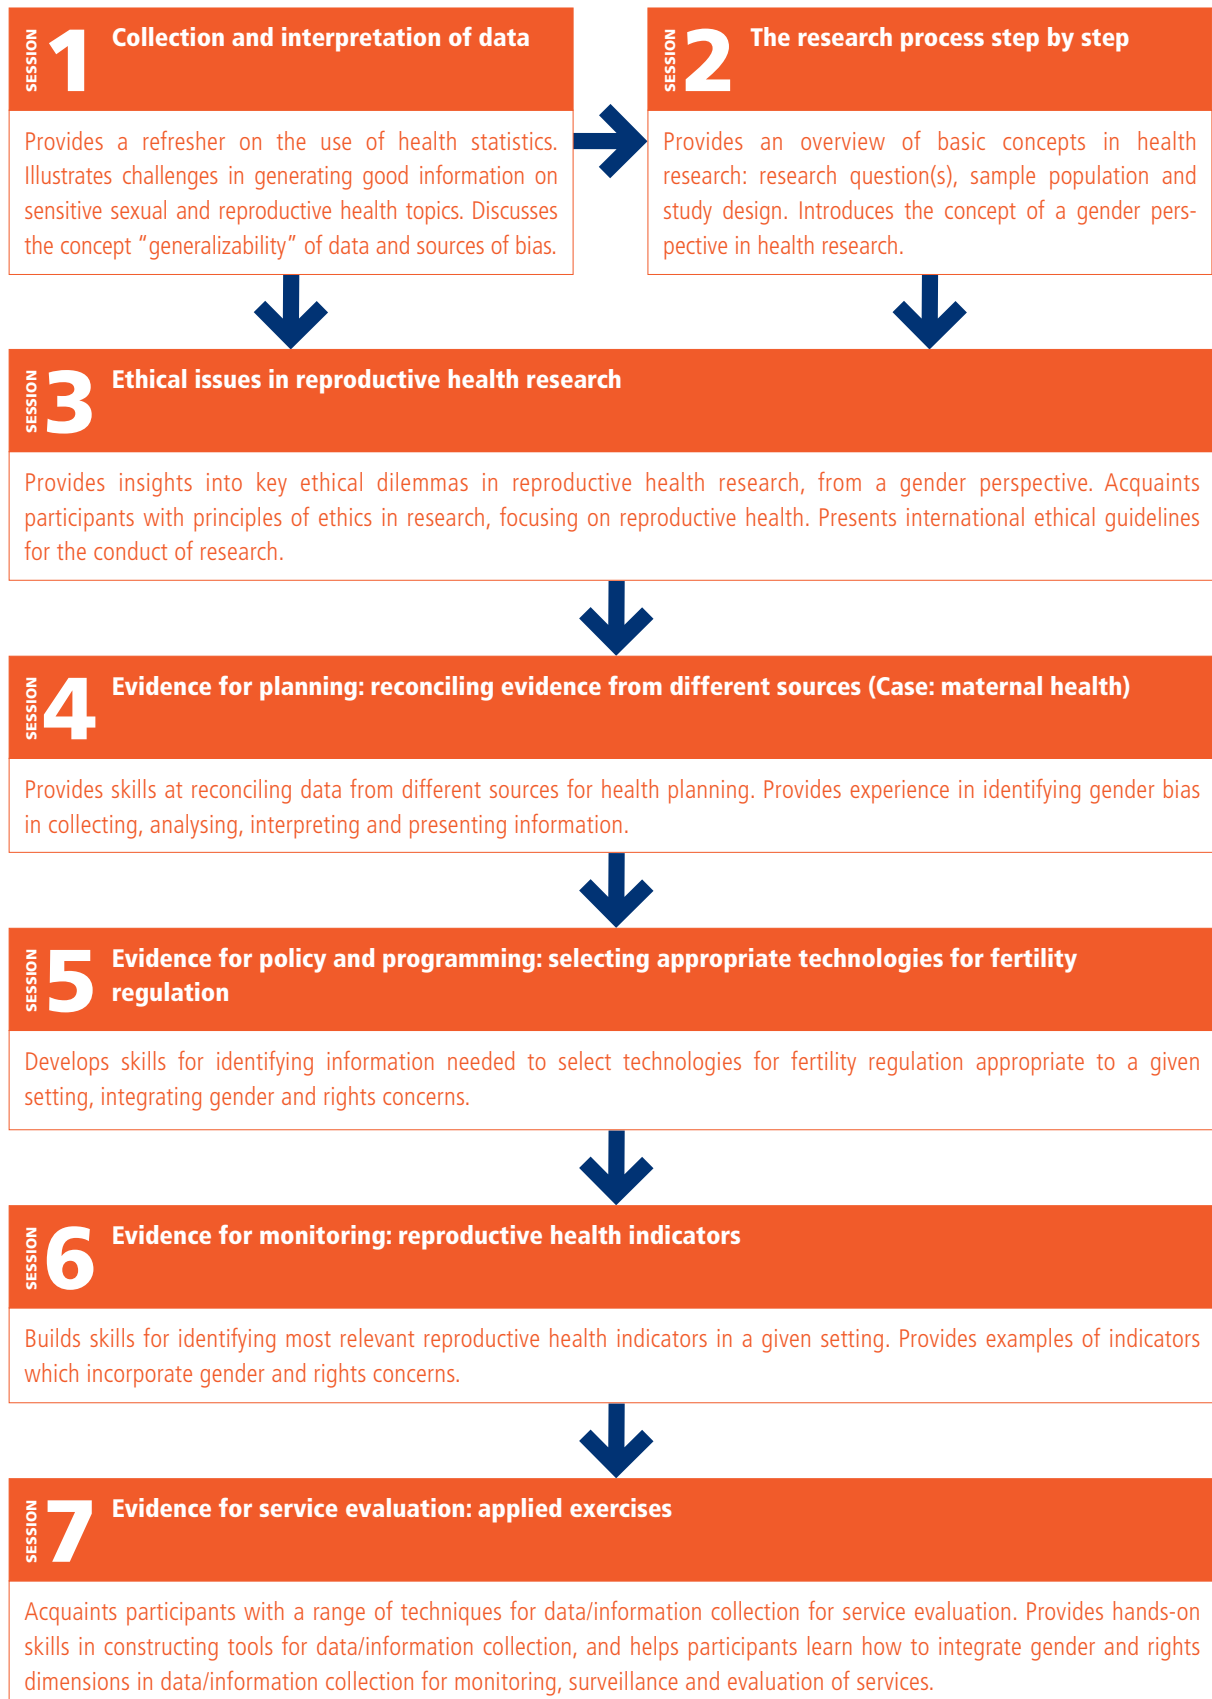 SESSION 1 Collection and interpretation of data
Provides a refresher on the use of health statistics.
Illustrates challenges in generating good information on
sensitive sexual and reproductive health topics. Discusses
the concept “generalizability” of data and sources of bias.
SESSION 2 The research process step by step
Provides an overview of basic concepts in health
research: research question(s), sample population and
study design. Introduces the concept of a gender pers-
pective in health research.
SESSION 3 Ethical issues in reproductive health research
Provides insights into key ethical dilemmas in reproductive health research, from a gender perspective. Acquaints
participants with principles of ethics in research, focusing on reproductive health. Presents international ethical guidelines
for the conduct of research.
SESSION 4 Evidence for planning: reconciling evidence from different sources (Case: maternal health)
Provides skills at reconciling data from different sources for health planning. Provides experience in identifying gender bias
in collecting, analysing, interpreting and presenting information.
SESSION 5 Evidence for policy and programming: selecting appropriate technologies for fertility
regulation
Develops skills for identifying information needed to select technologies for fertility regulation appropriate to a given
setting, integrating gender and rights concerns.
SESSION 6 Evidence for monitoring: reproductive health indicators
Builds skills for identifying most relevant reproductive health indicators in a given setting. Provides examples of indicators
which incorporate gender and rights concerns.
SESSION 7 Evidence for service evaluation: applied exercises
Acquaints participants with a range of techniques for data/information collection for service evaluation. Provides hands-on
skills in constructing tools for data/information collection, and helps participants learn how to integrate gender and rights
dimensions in data/information collection for monitoring, surveillance and evaluation of services.